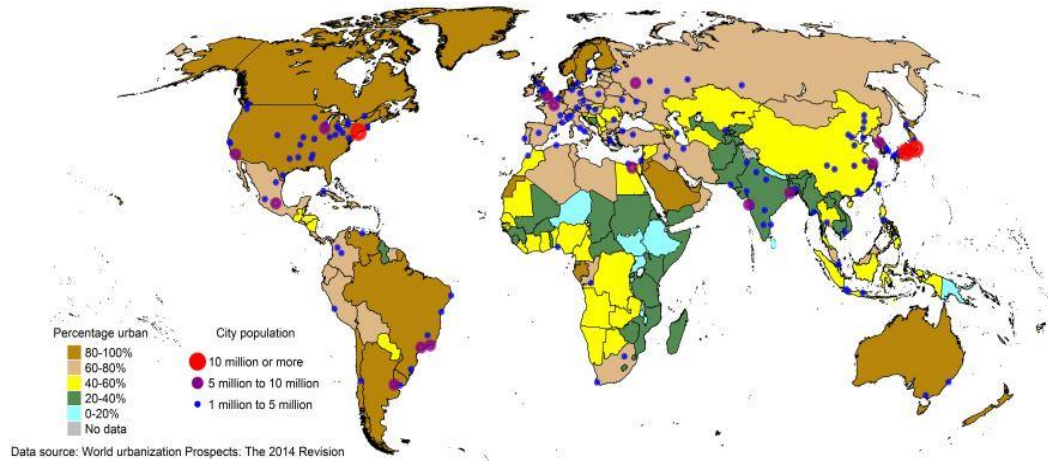 Percentage urban
80-100%
60-80%
40-60%
20-40%
0-20%
No data
City population
10 million or more
5 million to 10 million
1 million to 5 million
Data source: World urbanization Prospects: The 2014 Revision